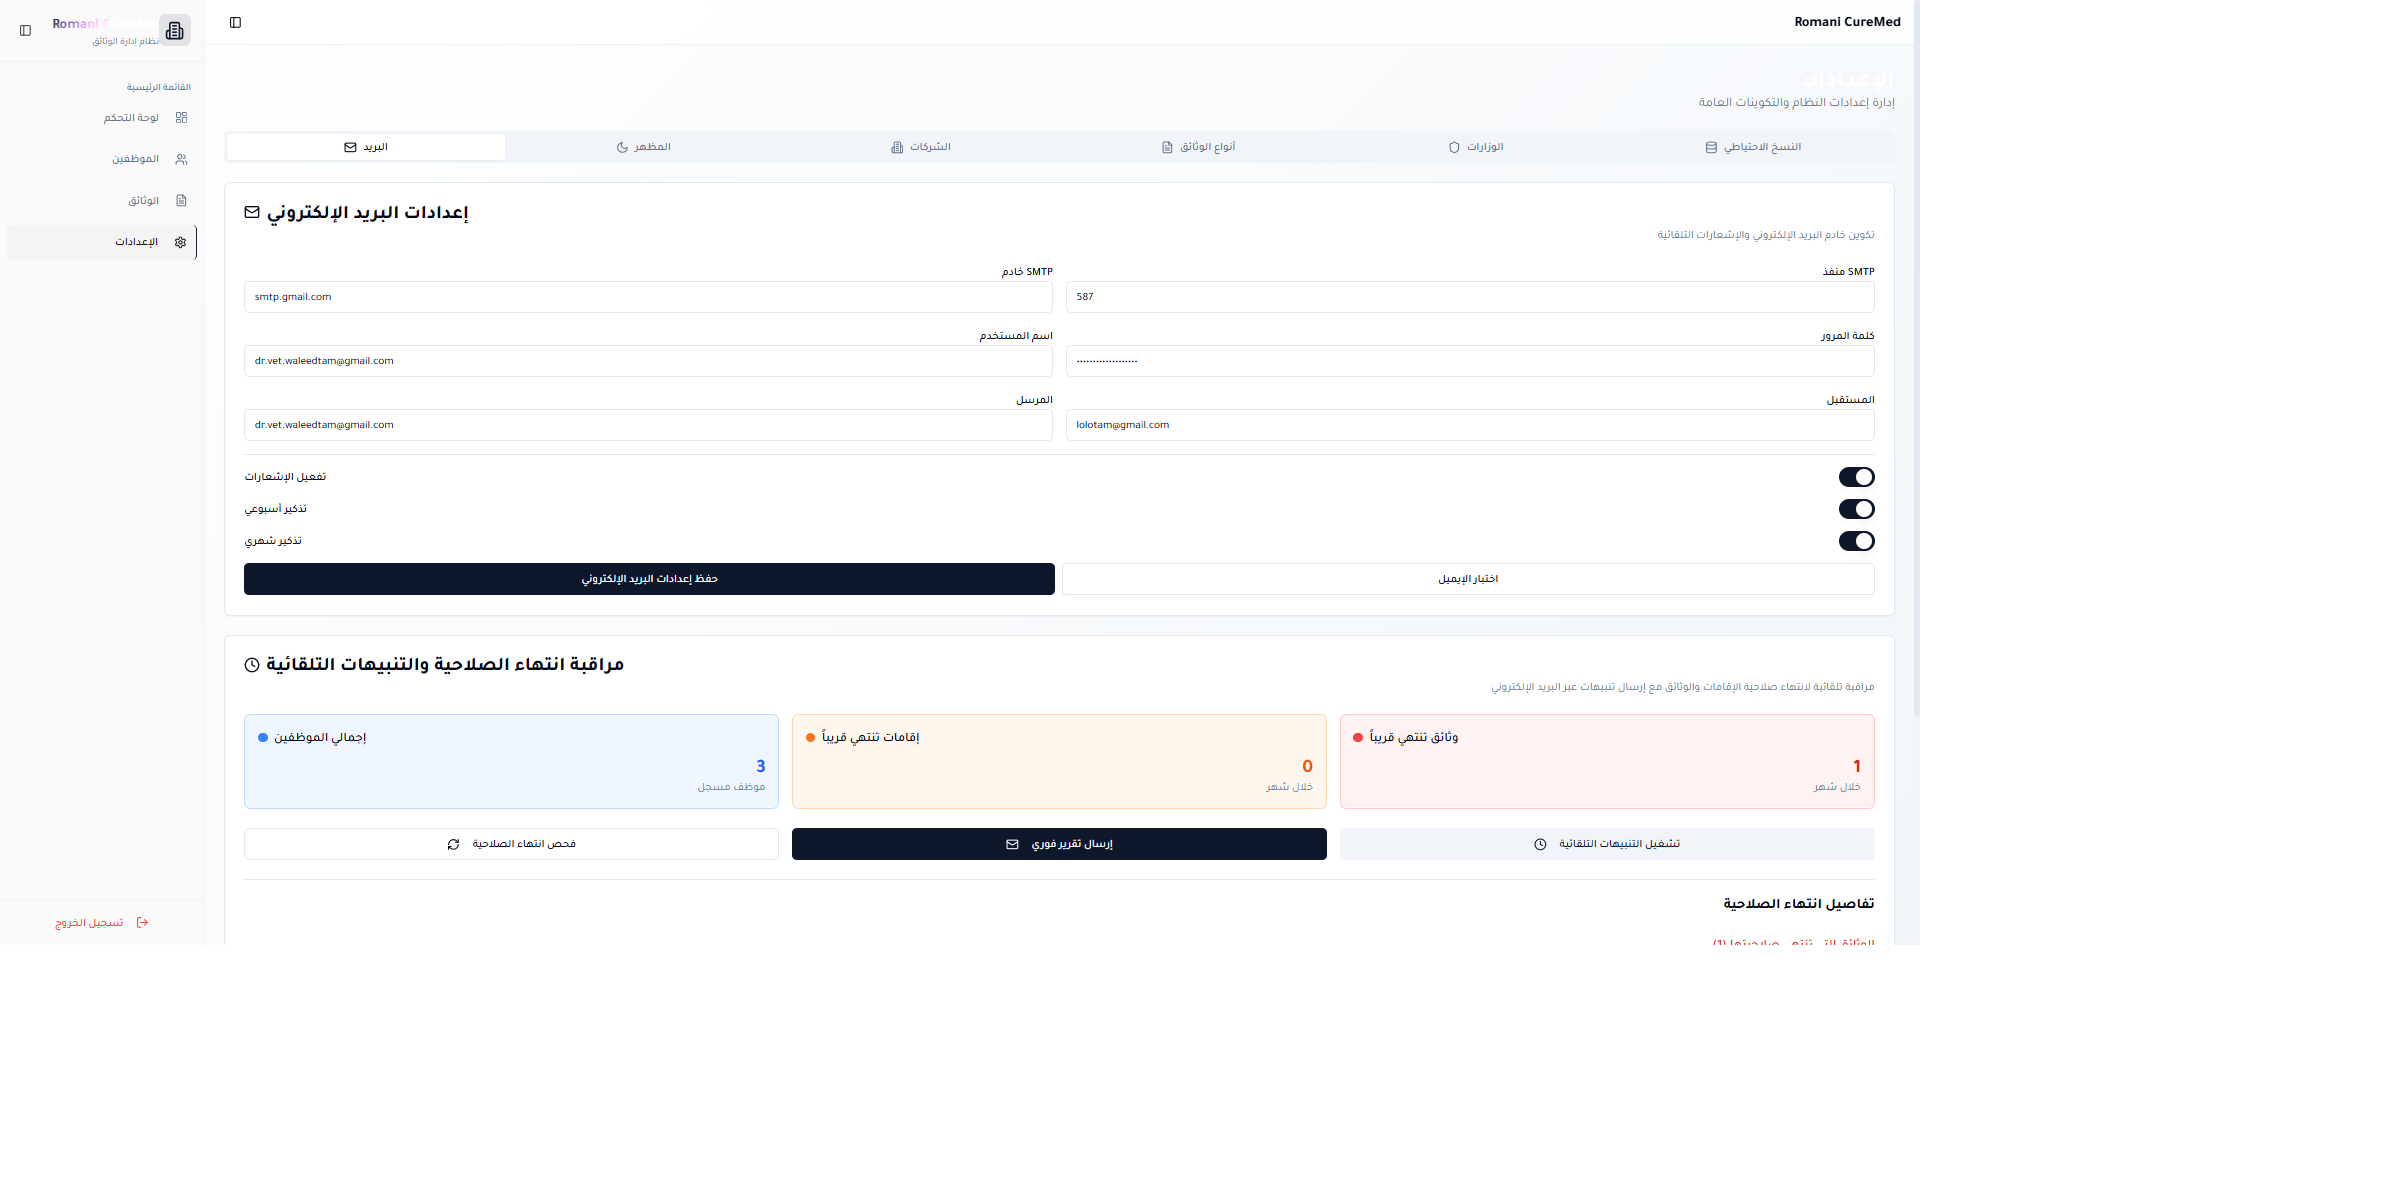 Romani CureMed
نظام إدارة الوثائق
القائمة الرئيسية
لوحة التحكم
الموظفين
الوثائق
الإعدادات
تسجيل الخروج
Romani CureMed
الإعدادات
إدارة إعدادات النظام والتكوينات العامة
النسخ الاحتياطي
الوزارات
أنواع الوثائق
الشركات
المظهر
البريد
إعدادات البريد الإلكتروني
تكوين خادم البريد الإلكتروني والإشعارات التلقائية
منفذ SMTP
587
خادم SMTP
smtp.gmail.com
كلمة المرور
اسم المستخدم
dr.vet.waleedtam@gmail.com
المستقبل
lolotam@gmail.com
المرسل
dr.vet.waleedtam@gmail.com
تفعيل الإشعارات
تذكير أسبوعي
تذكير شهري
اختبار الإيميل
حفظ إعدادات البريد الإلكتروني
مراقبة انتهاء الصلاحية والتنبيهات التلقائية
مراقبة تلقائية لانتهاء صلاحية الإقامات والوثائق مع إرسال تنبيهات عبر البريد الإلكتروني
وثائق تنتهي قريباً
1
خلال شهر
إقامات تنتهي قريباً
0
خلال شهر
إجمالي الموظفين
3
موظف مسجل
تشغيل التنبيهات التلقائية
إرسال تقرير فوري
فحص انتهاء الصلاحية
تفاصيل انتهاء الصلاحية
الوثائق التي تنتهي صلاحيتها (1)